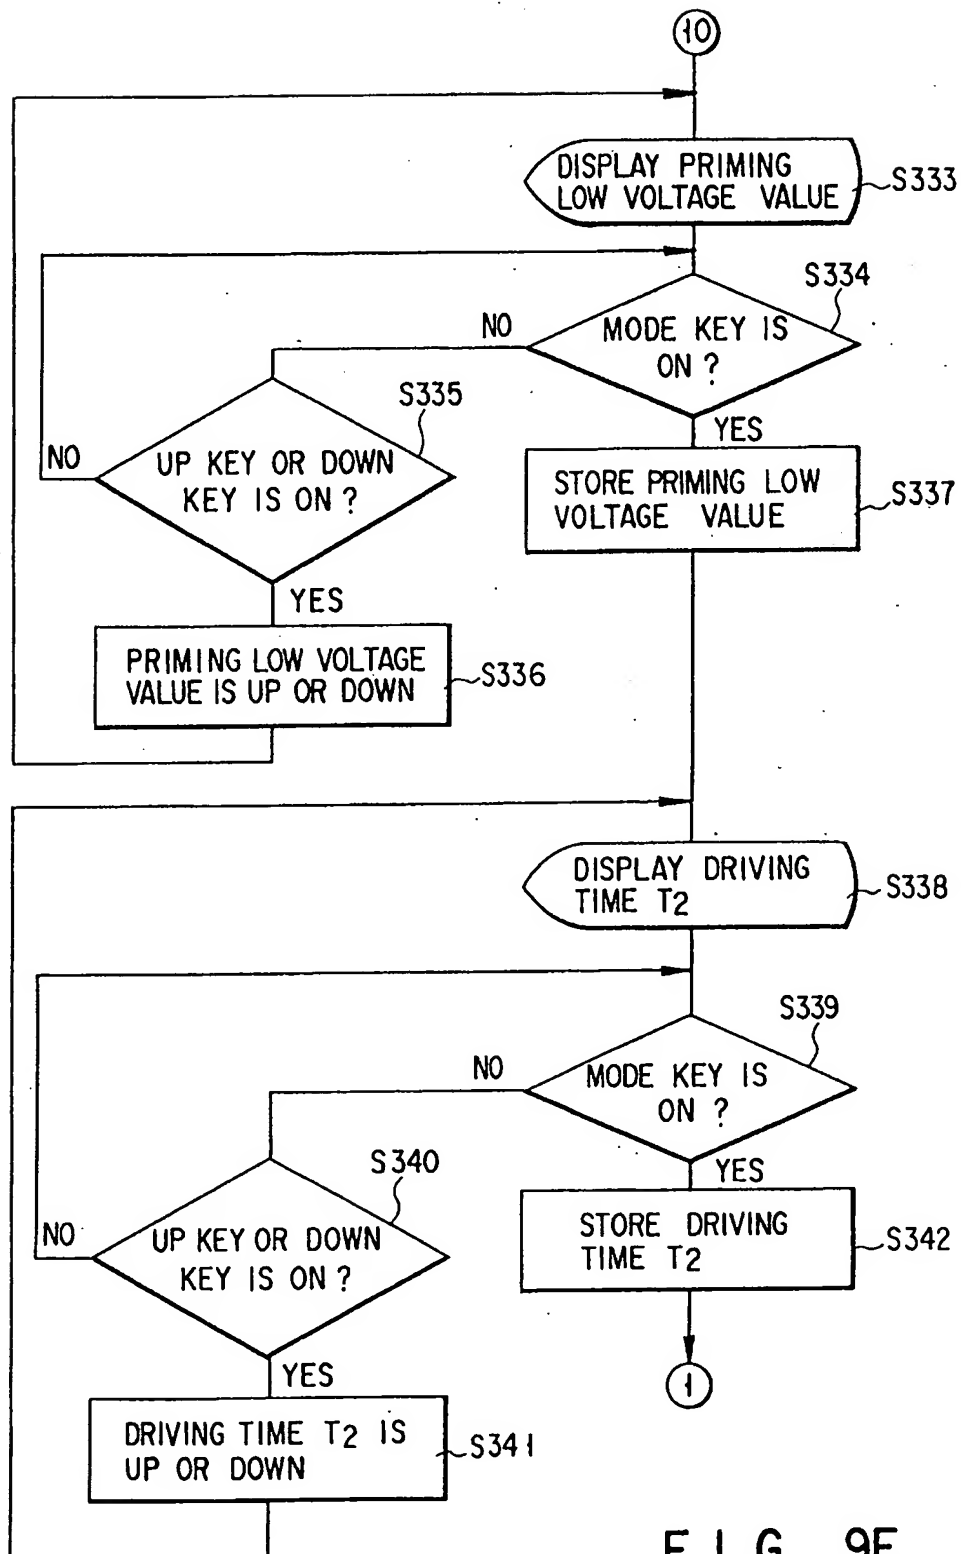 10
DISPLAY PRIMING
LOW VOLTAGE VALUE
S333
S334
MODE KEY IS
ON ?
NO
YES
S335
UP KEY OR DOWN
KEY IS ON ?
NO
YES
STORE PRIMING LOW
VOLTAGE VALUE
S337
PRIMING LOW VOLTAGE
VALUE IS UP OR DOWN
S336
DISPLAY DRIVING
TIME T2
S338
S339
MODE KEY IS
ON ?
NO
YES
S340
UP KEY OR DOWN
KEY IS ON ?
NO
YES
STORE DRIVING
TIME T2
S342
1
DRIVING TIME T2 IS
UP OR DOWN
S341